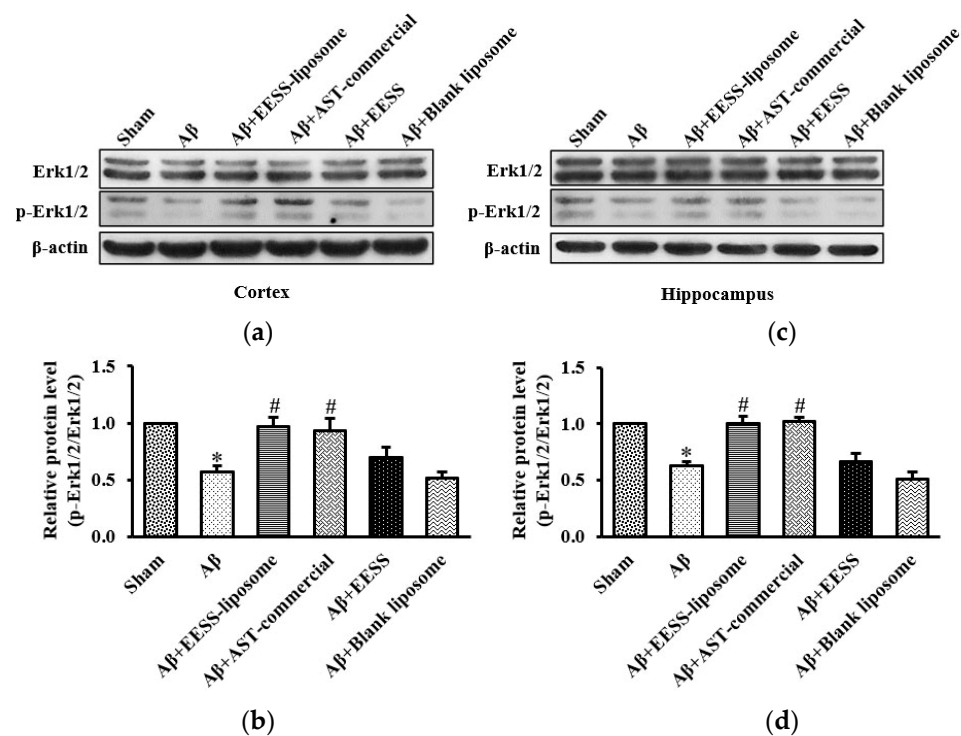 Sham
Aβ
Aβ+EESS-liposome
Aβ+AST-commercial
Aβ+EESS
Aβ+Blank liposome
Erk1/2
p-Erk1/2
β-actin
Cortex
(a)
Sham
Aβ
Aβ+EESS-liposome
Aβ+AST-commercial
Aβ+EESS
Aβ+Blank liposome
Erk1/2
p-Erk1/2
β-actin
Hippocampus
(c)
Relative protein level
(p-Erk1/2/Erk1/2)
1.5
1.0
0.5
0.0
*
#
#
Sham
Aβ
Aβ+EESS-liposome
Aβ+AST-commercial
Aβ+EESS
Aβ+Blank liposome
(b)
Relative protein level
(p-Erk1/2/Erk1/2)
1.5
1.0
0.5
0.0
*
#
#
Sham
Aβ
Aβ+EESS-liposome
Aβ+AST-commercial
Aβ+EESS
Aβ+Blank liposome
(d)